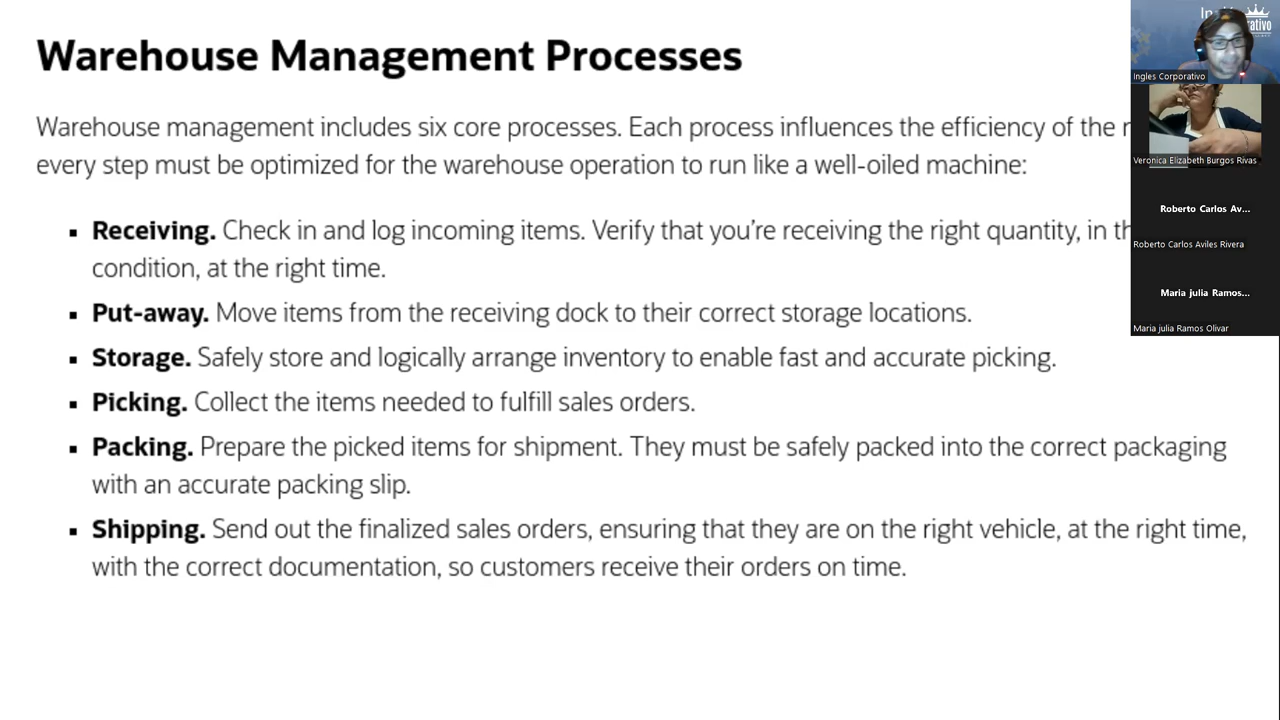 Warehouse Management Processes
Warehouse management includes six core processes. Each process influences the efficiency of the
every step must be optimized for the warehouse operation to run like a well-oiled machine:
▪ Receiving. Check in and log incoming items. Verify that you’re receiving the right quantity, in
condition, at the right time.
▪ Put-away. Move items from the receiving dock to their correct storage locations.
▪ Storage. Safely store and logically arrange inventory to enable fast and accurate picking.
▪ Picking. Collect the items needed to fulfill sales orders.
▪ Packing. Prepare the picked items for shipment. They must be safely packed into the correct packaging
with an accurate packing slip.
▪ Shipping. Send out the finalized sales orders, ensuring that they are on the right vehicle, at the right time,
with the correct documentation, so customers receive their orders on time.
Ingles Corporativo
Veronica Elizabeth Burgos Rivas
Roberto Carlos Av...
Roberto Carlos Aviles Rivera
Maria julia Ramos...
Maria julia Ramos Olivar